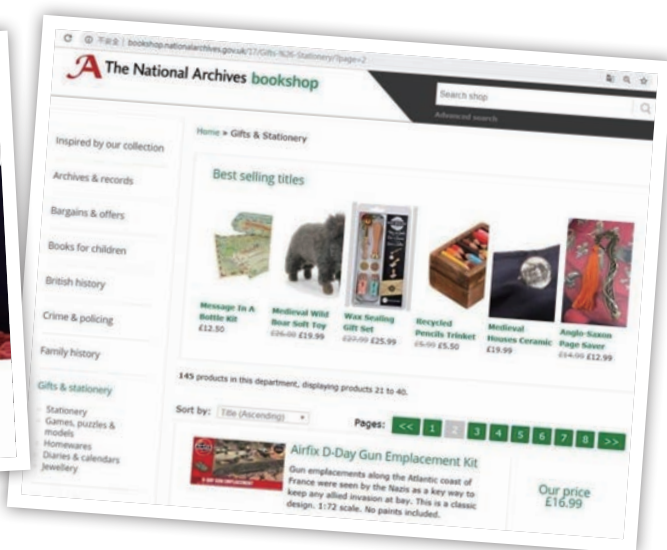 不安全 | bookshop.nationalarchives.gov.uk/17/Gifts-%26-Stationery/?page=2
The National Archives bookshop
Search shop
Advanced search
Inspired by our collection
Archives & records
Bargains & offers
Books for children
British history
Crime & policing
Family history
Gifts & stationery
Stationery
Games, puzzles &
models
Homewares
Diaries & calendars
Jewellery
Home » Gifts & Stationery
Best selling titles
Message In A
Bottle Kit
£12.50
Medieval Wild
Boar Soft Toy
£26.00 £19.99
Wax Sealing
Gift Set
£27.99 £25.99
Recycled
Pencils Trinket
£5.99 £5.50
Medieval
Houses Ceramic
£19.99
Anglo-Saxon
Page Saver
£14.99 £12.99
145 products in this department, displaying products 21 to 40.
Sort by: Title (Ascending)
Pages: << 1 2 3 4 5 6 7 8 >>
Airfix D-Day Gun Emplacement Kit
Gun emplacements along the Atlantic coast of
France were seen by the Nazis as a key way to
keep any allied invasion at bay. This is a classic
design. 1:72 scale. No paints included.
Our price
£16.99